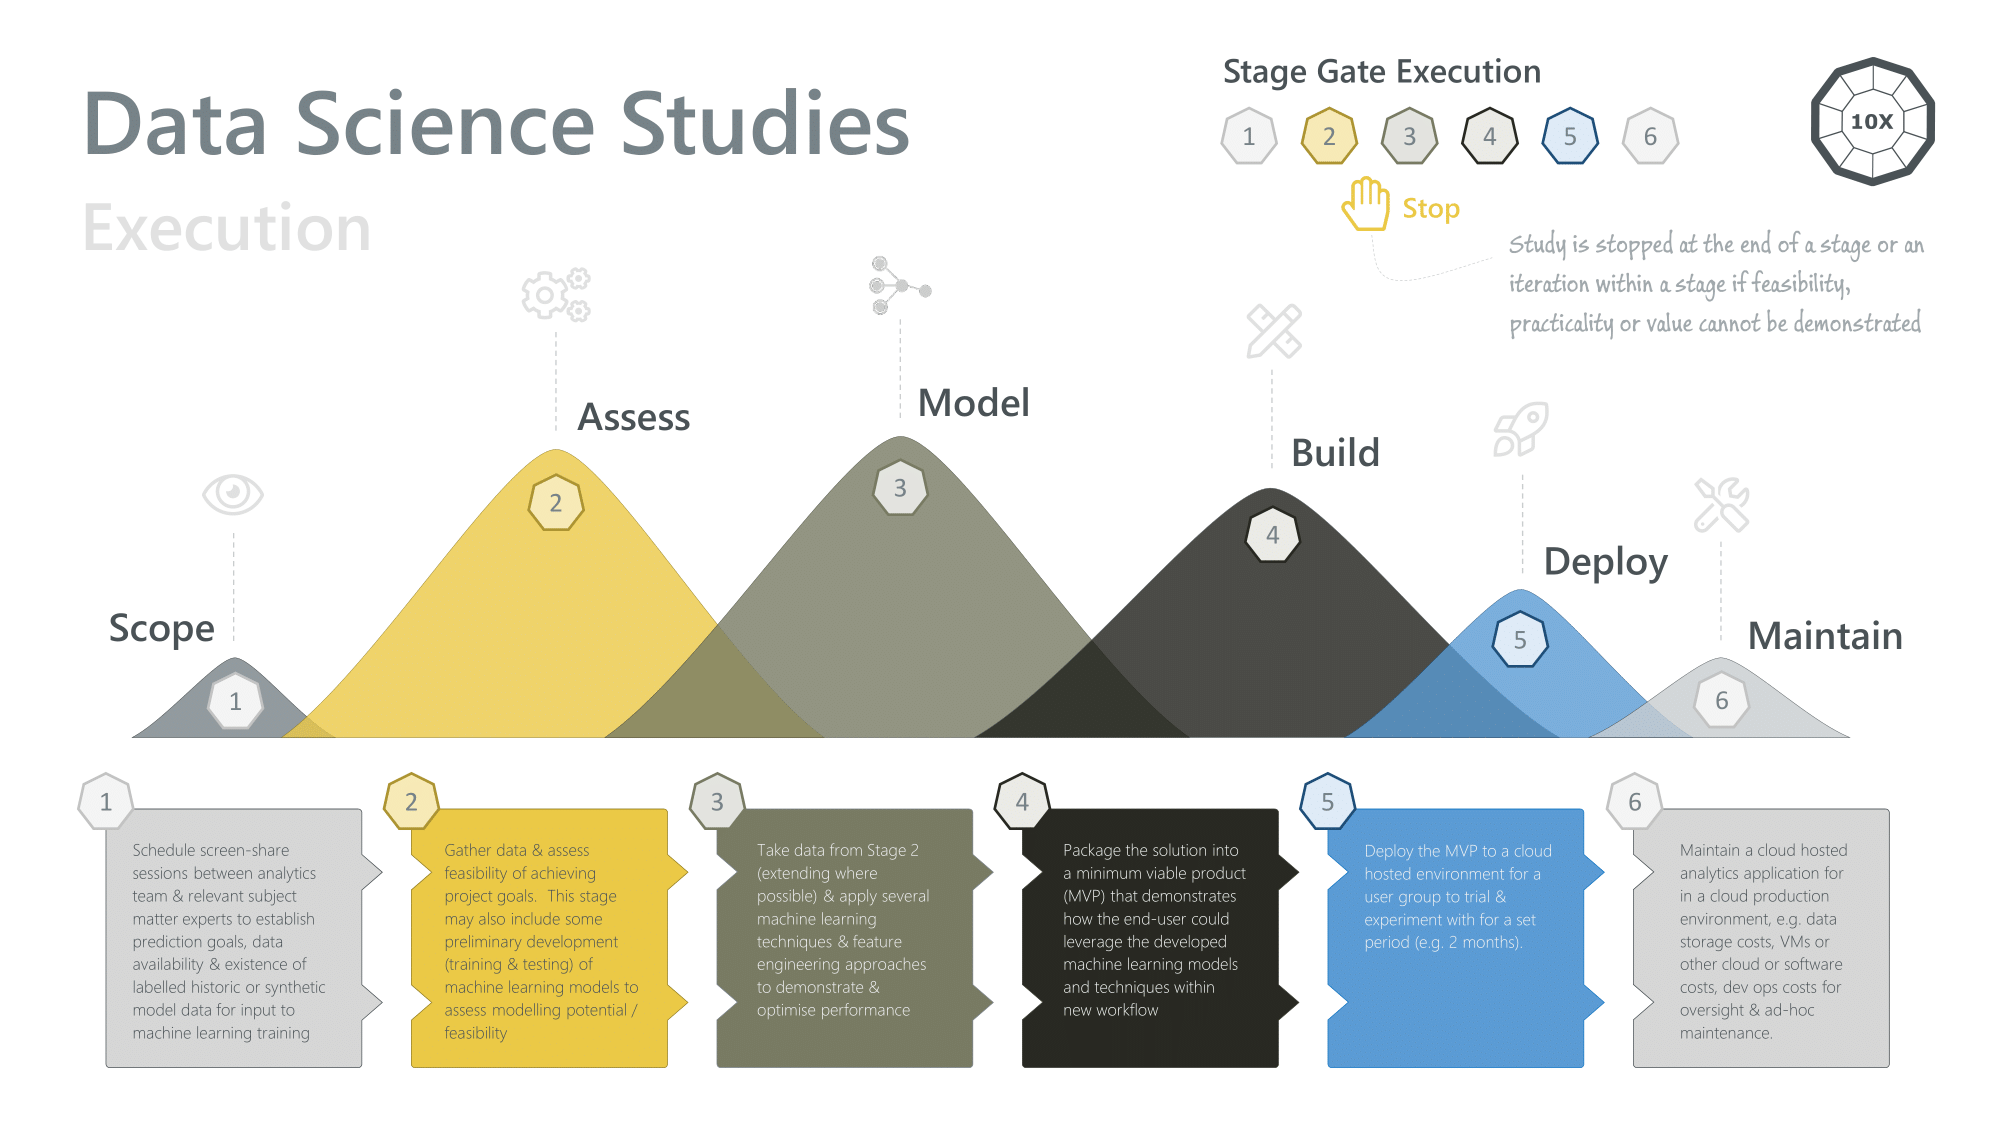 Data Science Studies
Execution
Stage Gate Execution
1 2 3 4 5 6
10X
Stop
Study is stopped at the end of a stage or an
iteration within a stage if feasibility,
practicality or value cannot be demonstrated
Scope
1
Assess
2
Model
3
Build
4
Deploy
5
Maintain
6
1
Schedule screen-share
sessions between analytics
team & relevant subject
matter experts to establish
prediction goals, data
availability & existence of
labelled historic or synthetic
model data for input to
machine learning training
2
Gather data & assess
feasibility of achieving
project goals.  This stage
may also include some
preliminary development
(training & testing) of
machine learning models to
assess modelling potential /
feasibility
3
Take data from Stage 2
(extending where
possible) & apply several
machine learning
techniques & feature
engineering approaches
to demonstrate &
optimise performance
4
Package the solution into
a minimum viable product
(MVP) that demonstrates
how the end-user could
leverage the developed
machine learning models
and techniques within
new workflow
5
Deploy the MVP to a cloud
hosted environment for a
user group to trial &
experiment with for a set
period (e.g. 2 months).
6
Maintain a cloud hosted
analytics application for
in a cloud production
environment, e.g. data
storage costs, VMs or
other cloud or software
costs, dev ops costs for
oversight & ad-hoc
maintenance.